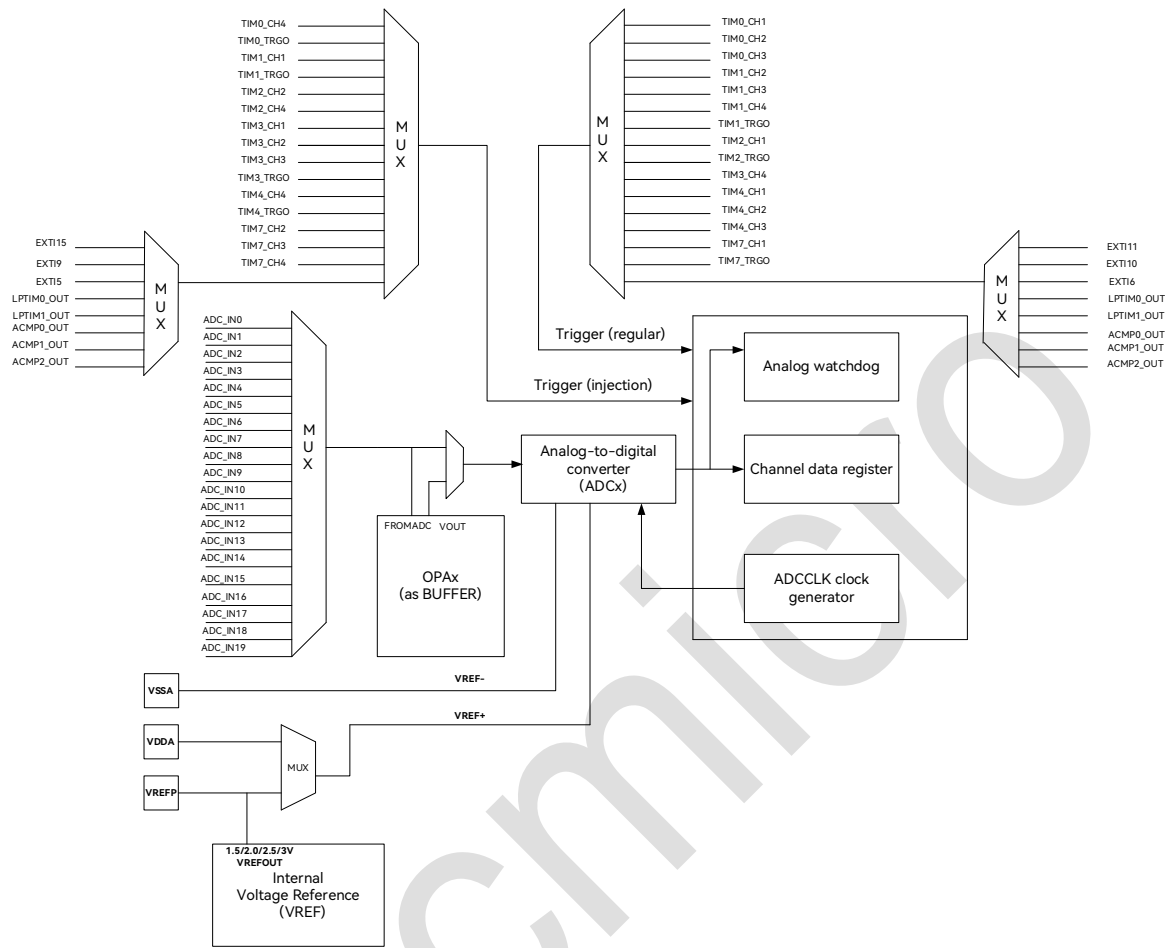 TIM0_CH4
TIM0_TRGO
TIM1_CH1
TIM1_TRGO
TIM2_CH2
TIM2_CH4
TIM3_CH1
TIM3_CH2
TIM3_CH3
TIM3_TRGO
TIM4_CH4
TIM4_TRGO
TIM7_CH2
TIM7_CH3
TIM7_CH4
M
U
X
TIM0_CH1
TIM0_CH2
TIM0_CH3
TIM1_CH2
TIM1_CH3
TIM1_CH4
TIM1_TRGO
TIM2_CH1
TIM2_TRGO
TIM3_CH4
TIM4_CH1
TIM4_CH2
TIM4_CH3
TIM7_CH1
TIM7_TRGO
M
U
X
EXTI15
EXTI9
EXTI5
LPTIM0_OUT
LPTIM1_OUT
ACMP0_OUT
ACMP1_OUT
ACMP2_OUT
M
U
X
EXTI11
EXTI10
EXTI6
LPTIM0_OUT
LPTIM1_OUT
ACMP0_OUT
ACMP1_OUT
ACMP2_OUT
M
U
X
ADC_IN0
ADC_IN1
ADC_IN2
ADC_IN3
ADC_IN4
ADC_IN5
ADC_IN6
ADC_IN7
ADC_IN8
ADC_IN9
ADC_IN10
ADC_IN11
ADC_IN12
ADC_IN13
ADC_IN14
ADC_IN15
ADC_IN16
ADC_IN17
ADC_IN18
ADC_IN19
M
U
X
Trigger (regular)
Trigger (injection)
Analog watchdog
Analog-to-digital
converter
(ADCx)
Channel data register
FROMADC VOUT
OPAx
(as BUFFER)
ADCCLK clock
generator
VSSA
VREF-
VDDA
VREF+
MUX
VREFP
1.5/2.0/2.5/3V
VREFOUT
Internal
Voltage Reference
(VREF)
cmicro